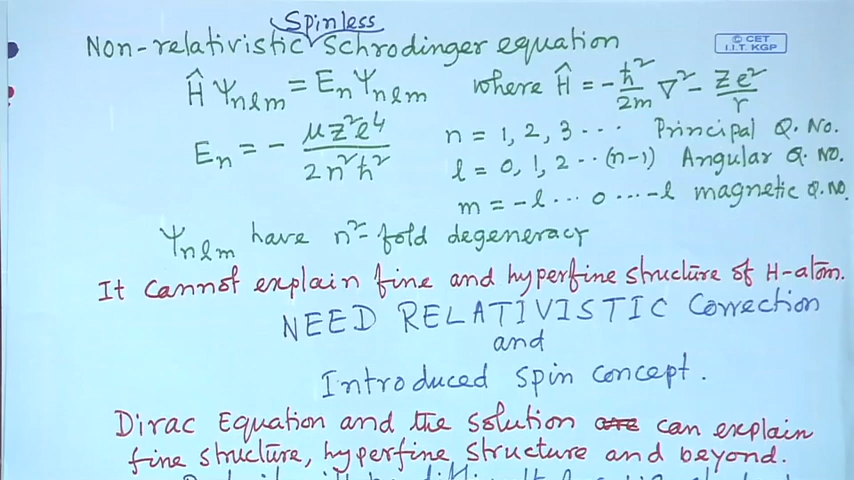 Spinless
Non-relativistic Schrodinger equation
© CET
I.I.T. KGP
Ĥ Ψnlm = En Ψnlm where Ĥ = - ħ²/2m ∇² - Ze²/r
En = - μz²e⁴/2n²ħ²
n = 1, 2, 3 ··· Principal Q. No.
l = 0, 1, 2 ·· (n-1) Angular Q. NO.
m = -l ··· 0 ··· -l magnetic Q. NO.
Ψnlm have n²-fold degeneracy
It cannot explain fine and hyperfine structure of H-atom.
NEED RELATIVISTIC Correction
and
Introduced spin concept.
Dirac Equation and the solution are can explain
fine structure, hyperfine structure and beyond.